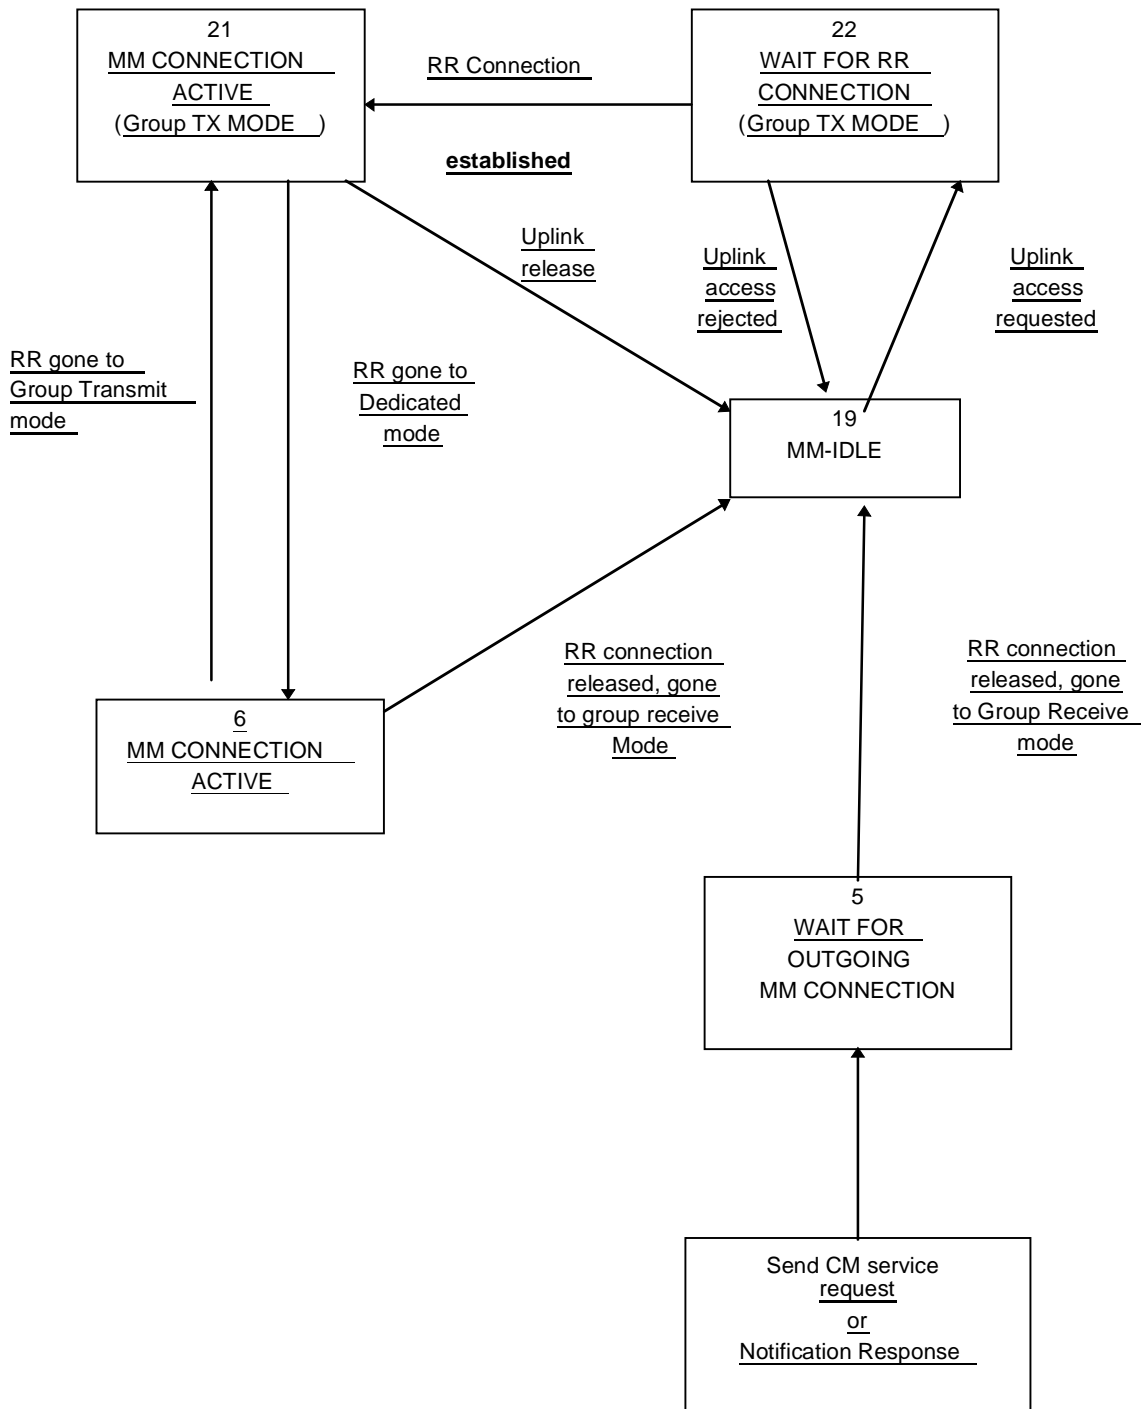 21
MM CONNECTION
ACTIVE
(Group TX MODE )
RR Connection
established
22
WAIT FOR RR
CONNECTION
(Group TX MODE )
Uplink
release
Uplink
access
rejected
Uplink
access
requested
RR gone to
Group Transmit
mode
RR gone to
Dedicated
mode
19
MM-IDLE
RR connection
released, gone
to group receive
Mode
RR connection
released, gone
to Group Receive
mode
6
MM CONNECTION
ACTIVE
5
WAIT FOR
OUTGOING
MM CONNECTION
Send CM service
request
or
Notification Response